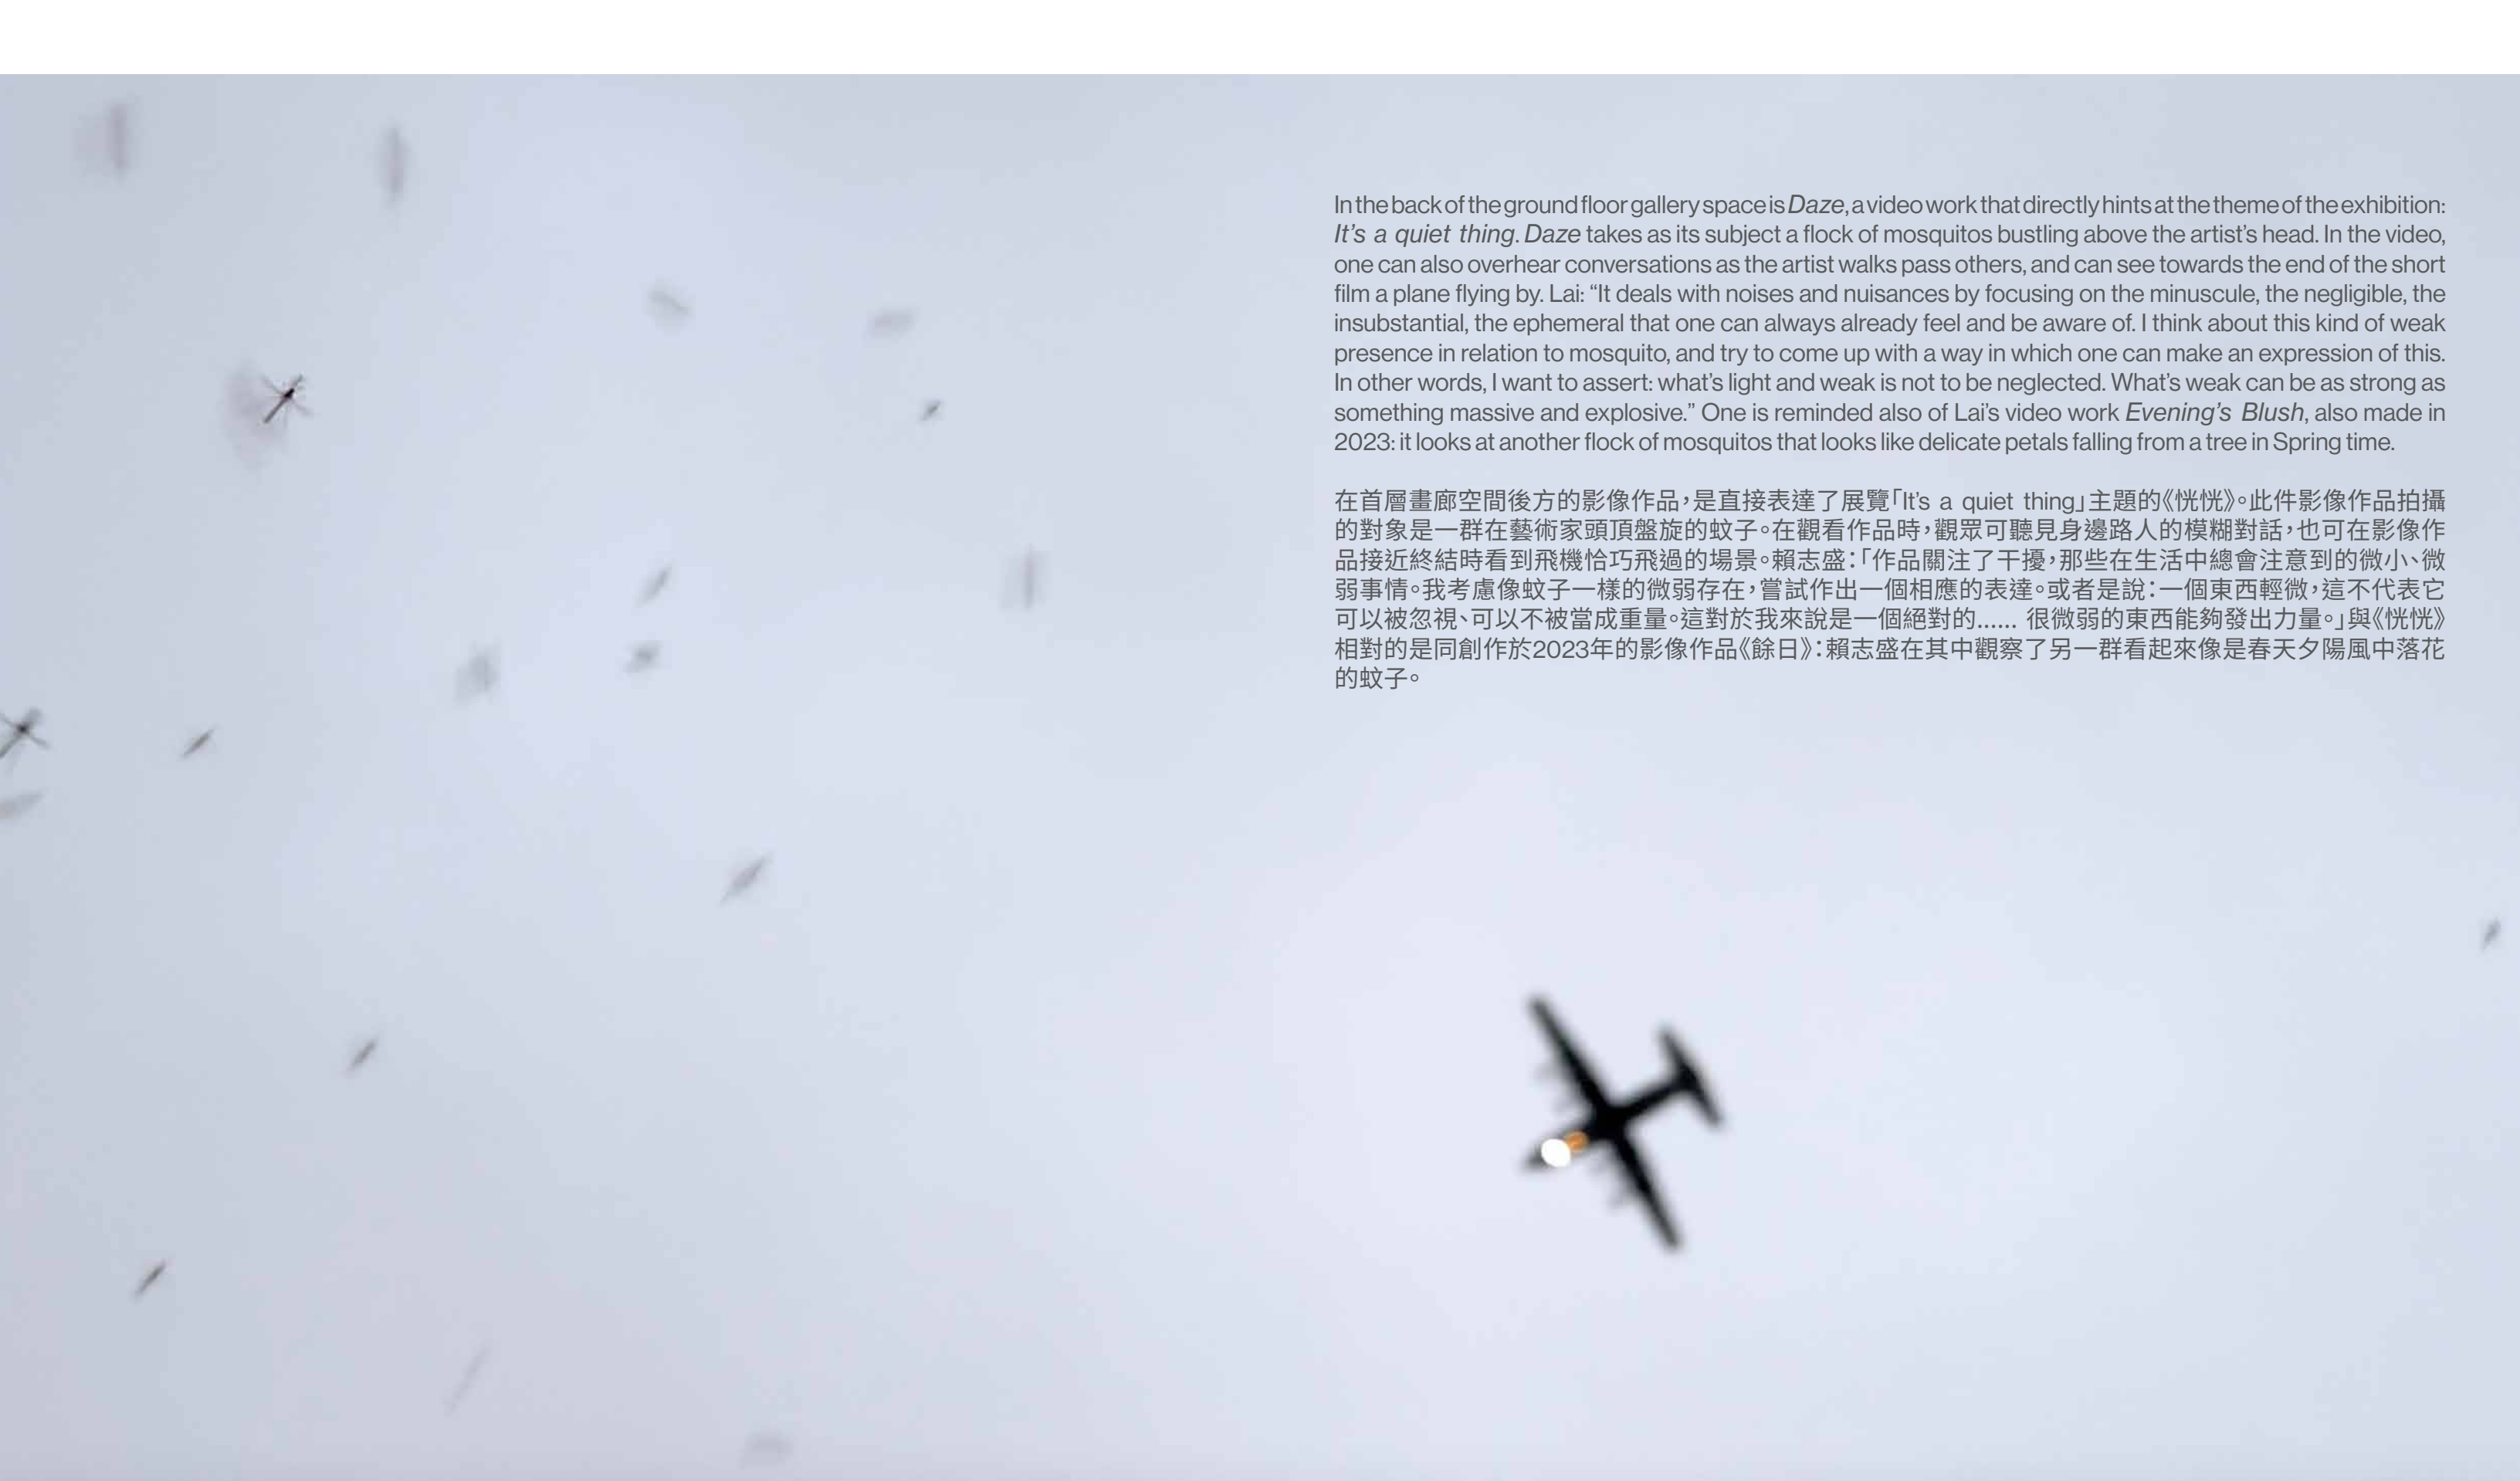 In the back of the ground floor gallery space is Daze, a video work that directly hints at the theme of the exhibition:
It’s a quiet thing. Daze takes as its subject a flock of mosquitos bustling above the artist’s head. In the video,
one can also overhear conversations as the artist walks pass others, and can see towards the end of the short
film a plane flying by. Lai: “It deals with noises and nuisances by focusing on the minuscule, the negligible, the
insubstantial, the ephemeral that one can always already feel and be aware of. I think about this kind of weak
presence in relation to mosquito, and try to come up with a way in which one can make an expression of this.
In other words, I want to assert: what’s light and weak is not to be neglected. What’s weak can be as strong as
something massive and explosive.” One is reminded also of Lai’s video work Evening’s Blush, also made in
2023: it looks at another flock of mosquitos that looks like delicate petals falling from a tree in Spring time.
在首層畫廊空間後方的影像作品，是直接表達了展覽「It’s a quiet thing」主題的《恍恍》。此件影像作品拍攝
的對象是一群在藝術家頭頂盤旋的蚊子。在觀看作品時，觀眾可聽見身邊路人的模糊對話，也可在影像作
品接近終結時看到飛機恰巧飛過的場景。賴志盛：「作品關注了干擾，那些在生活中總會注意到的微小、微
弱事情。我考慮像蚊子一樣的微弱存在，嘗試作出一個相應的表達。或者是說：一個東西輕微，這不代表它
可以被忽視、可以不被當成重量。這對於我來說是一個絕對的...... 很微弱的東西能夠發出力量。」與《恍恍》
相對的是同創作於2023年的影像作品《餘日》：賴志盛在其中觀察了另一群看起來像是春天夕陽風中落花
的蚊子。